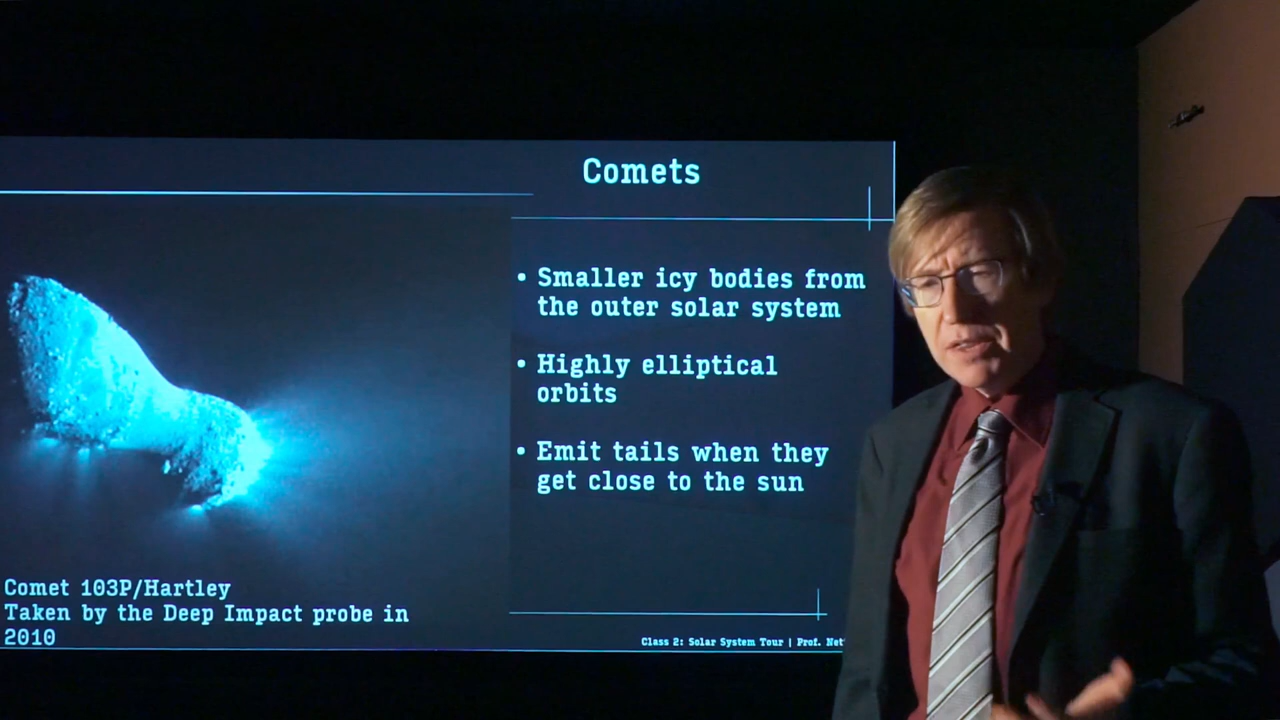 Comets
• Smaller icy bodies from
the outer solar system
• Highly elliptical
orbits
• Emit tails when they
get close to the sun
Comet 103P/Hartley
Taken by the Deep Impact probe in
2010
Class 2: Solar System Tour | Prof.